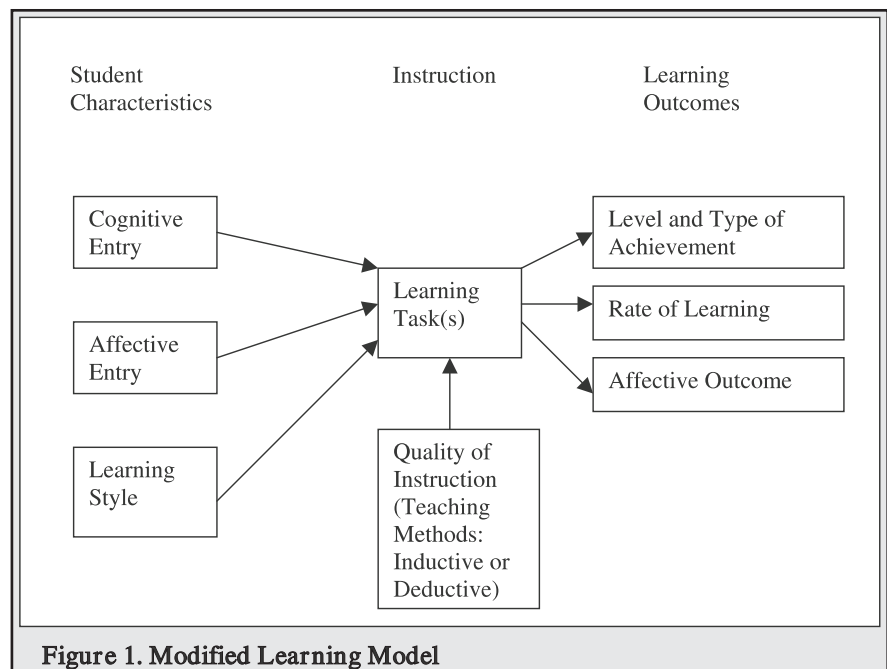 Student
Characteristics
Instruction
Learning
Outcomes
Cognitive
Entry
Affective
Entry
Learning
Style
Learning
Task(s)
Quality of
Instruction
(Teaching
Methods:
Inductive or
Deductive)
Level and Type of
Achievement
Rate of Learning
Affective Outcome
Figure 1. Modified Learning Model